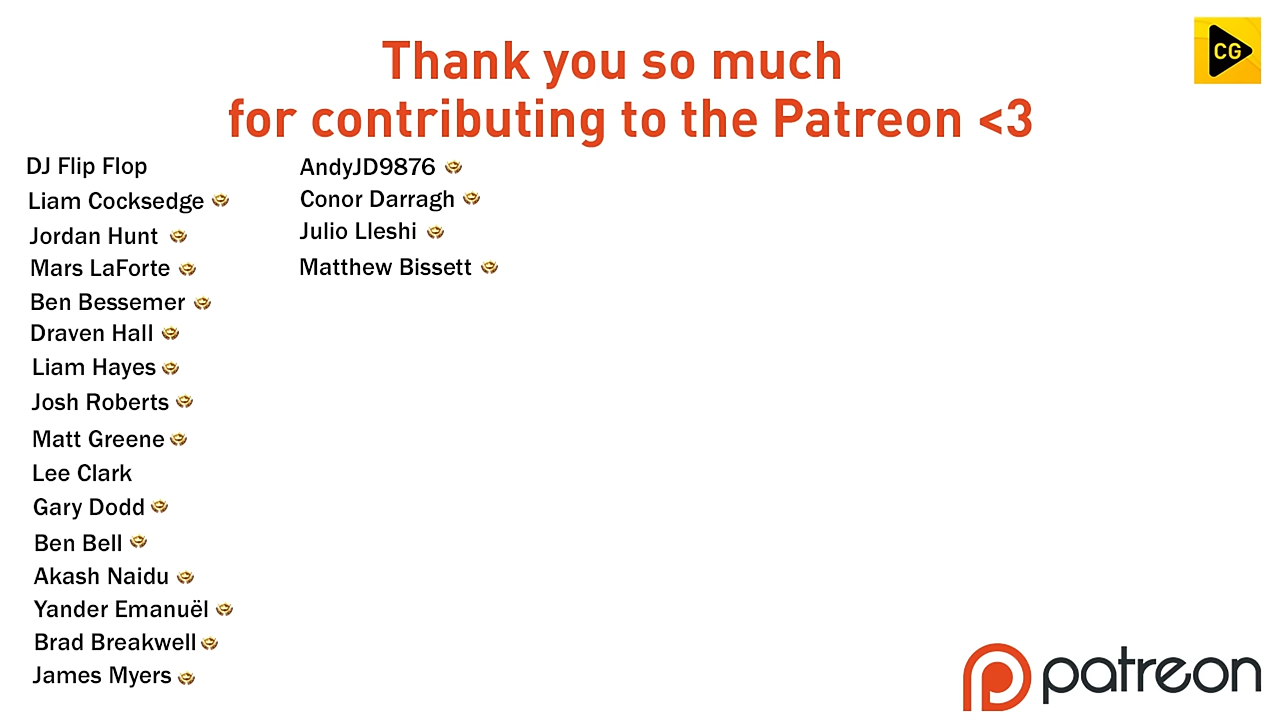 CG
Thank you so much
for contributing to the Patreon <3
DJ Flip Flop
Liam Cocksedge
Jordan Hunt
Mars LaForte
Ben Bessemer
Draven Hall
Liam Hayes
Josh Roberts
Matt Greene
Lee Clark
Gary Dodd
Ben Bell
Akash Naidu
Yander Emanuël
Brad Breakwell
James Myers
AndyJD9876
Conor Darragh
Julio Lleshi
Matthew Bissett
patreon